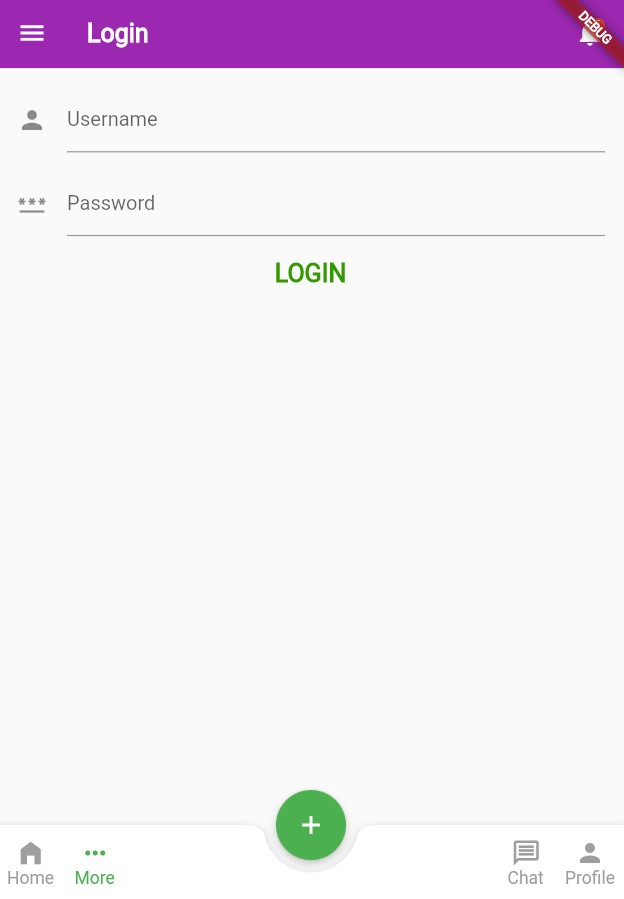 Login
DEBUG
Username
*** Password
LOGIN
Home
More
Chat
Profile